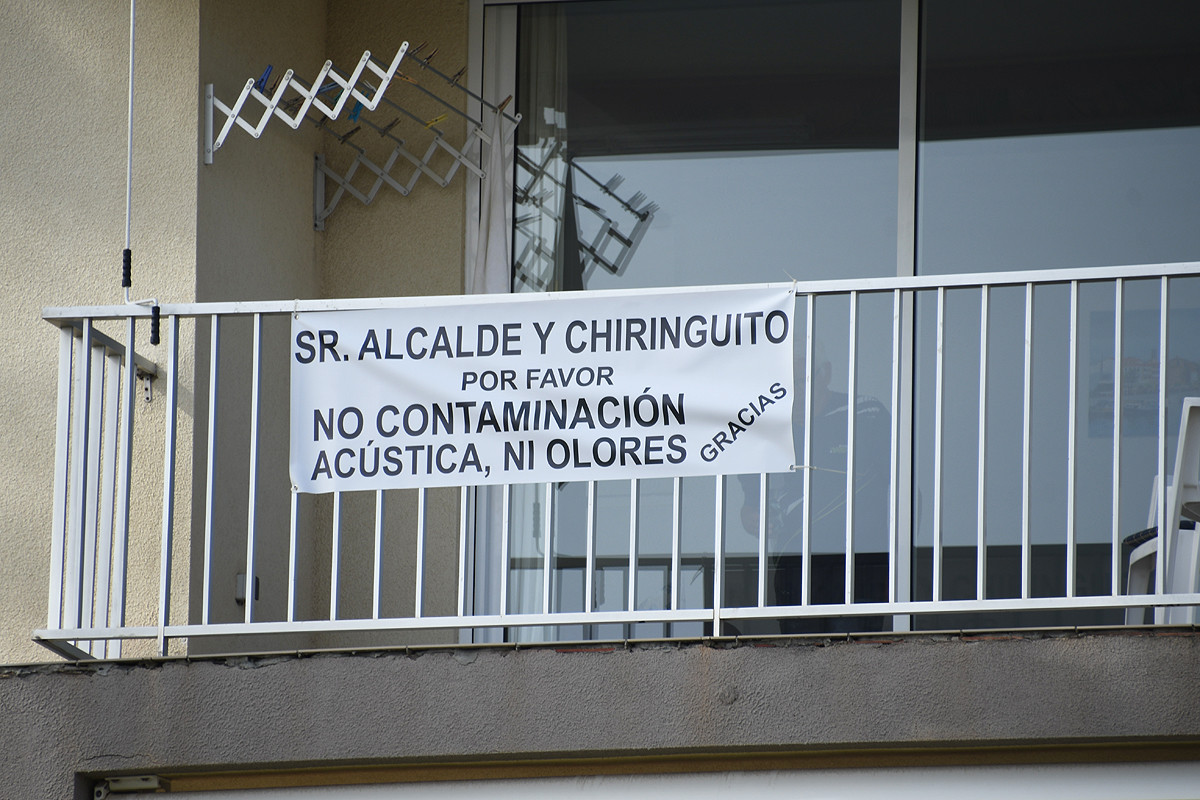 SR. ALCALDE Y CHIRINGUITO
POR FAVOR
NO CONTAMINACIÓN
ACÚSTICA, NI OLORES
GRACIAS